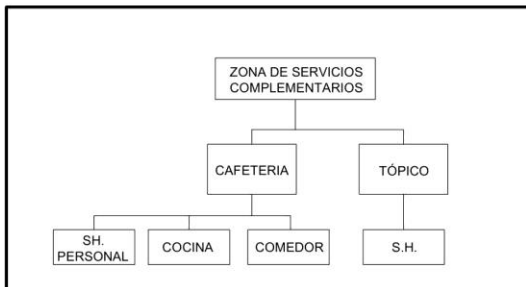 ZONA DE SERVICIOS
COMPLEMENTARIOS
CAFETERIA
TÓPICO
SH.
PERSONAL
COCINA
COMEDOR
S.H.